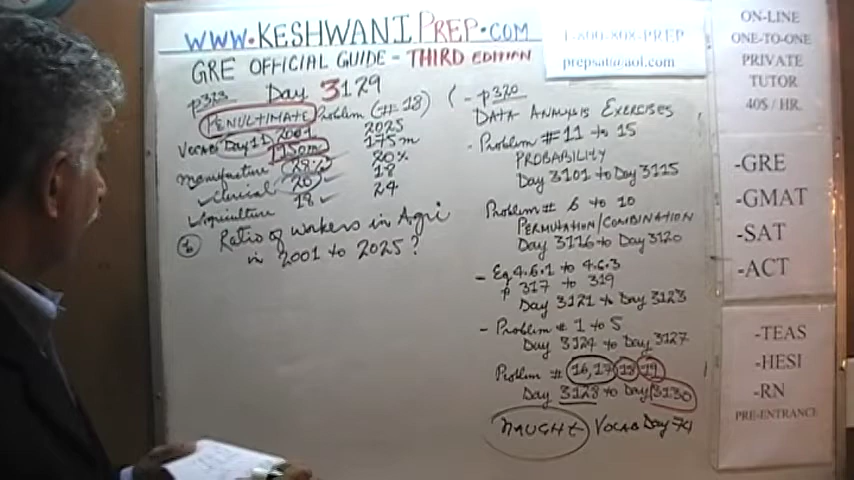 WWW.KESHWANIPREP.COM
GRE OFFICIAL GUIDE - THIRD EDITION
p323 Day 3129
PENULTIMATE Problem (#18)
VOCAB Day 11 2001 2025
150m 175m
Manufacture 28% 20%
Clerical 20 18
Agriculture 18 24
Ratio of workers in Agri
in 2001 to 2025?
1-800-808-PREP
prepsat@aol.com
- p320
DATA ANALYSIS EXERCISES
- Problem #11 to 15
PROBABILITY
Day 3101 to Day 3115
Problem # 6 to 10
PERMUTATION/COMBINATION
Day 3116 to Day 3120
- Eg 4.6.1 to 4.6.3
p 317 to 319
Day 3121 to Day 3123
- Problem # 1 to 5
Day 3124 to Day 3127
Problem # 16, 17 18 19
Day 3128 to Day 3130
NAUGHT VOCAB Day 74
ON-LINE
ONE-TO-ONE
PRIVATE
TUTOR
40$ / HR.
-GRE
-GMAT
-SAT
-ACT
-TEAS
-HESI
-RN
PRE-ENTRANCE